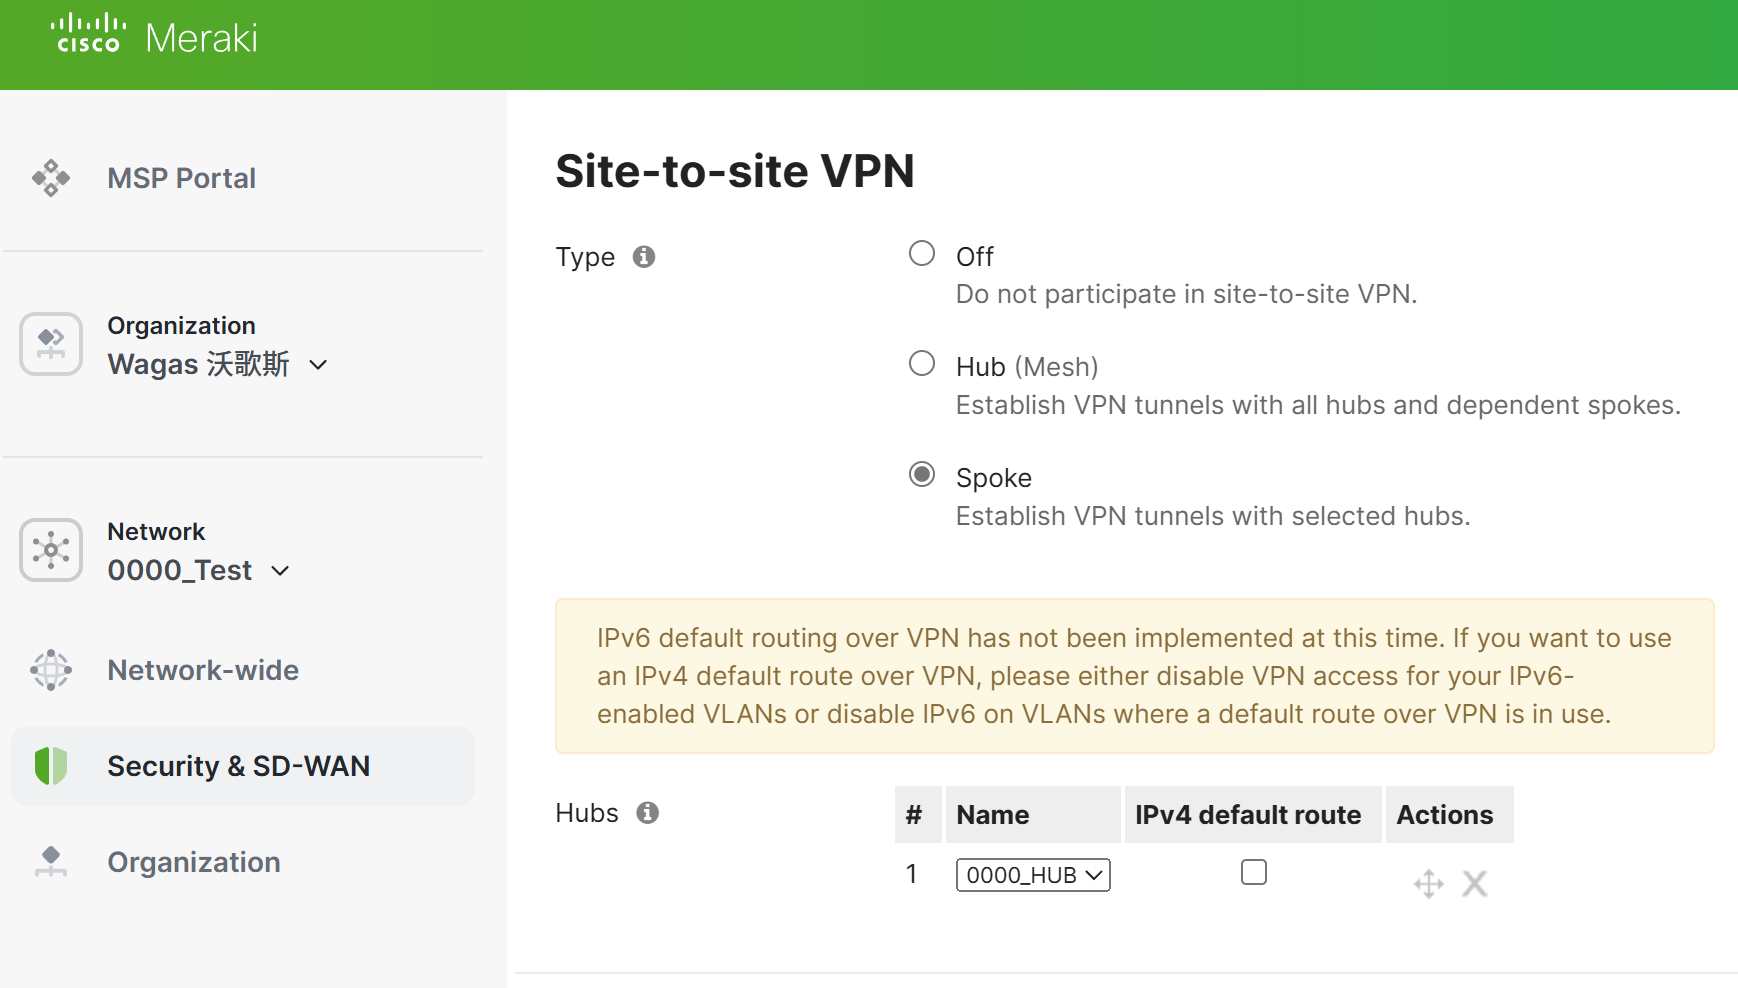 CISCO Meraki
MSP Portal
Organization
Wagas 沃歌斯
Network
0000_Test
Network-wide
Security & SD-WAN
Organization
Site-to-site VPN
Type
Off
Do not participate in site-to-site VPN.
Hub (Mesh)
Establish VPN tunnels with all hubs and dependent spokes.
Spoke
Establish VPN tunnels with selected hubs.
IPv6 default routing over VPN has not been implemented at this time. If you want to use
an IPv4 default route over VPN, please either disable VPN access for your IPv6-
enabled VLANs or disable IPv6 on VLANs where a default route over VPN is in use.
Hubs
# Name IPv4 default route Actions
1 0000_HUB